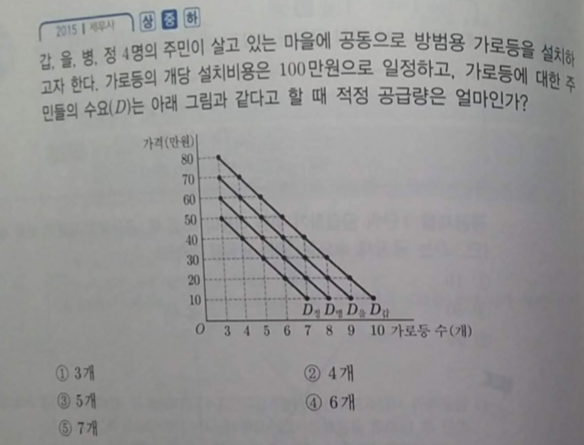 2015 | 세무사 상 중 하
갑, 을, 병, 정 4명의 주민이 살고 있는 마을에 공동으로 방범용 가로등을 설치하
고자 한다. 가로등의 개당 설치비용은 100만원으로 일정하고, 가로등에 대한 주
민들의 수요(D)는 아래 그림과 같다고 할 때 적정 공급량은 얼마인가?
가격(만원)
80
70
60
50
40
30
20
10
D정 D병 D을 D갑
O 3 4 5 6 7 8 9 10 가로등 수(개)
① 3개 ② 4개
③ 5개 ④ 6개
⑤ 7개